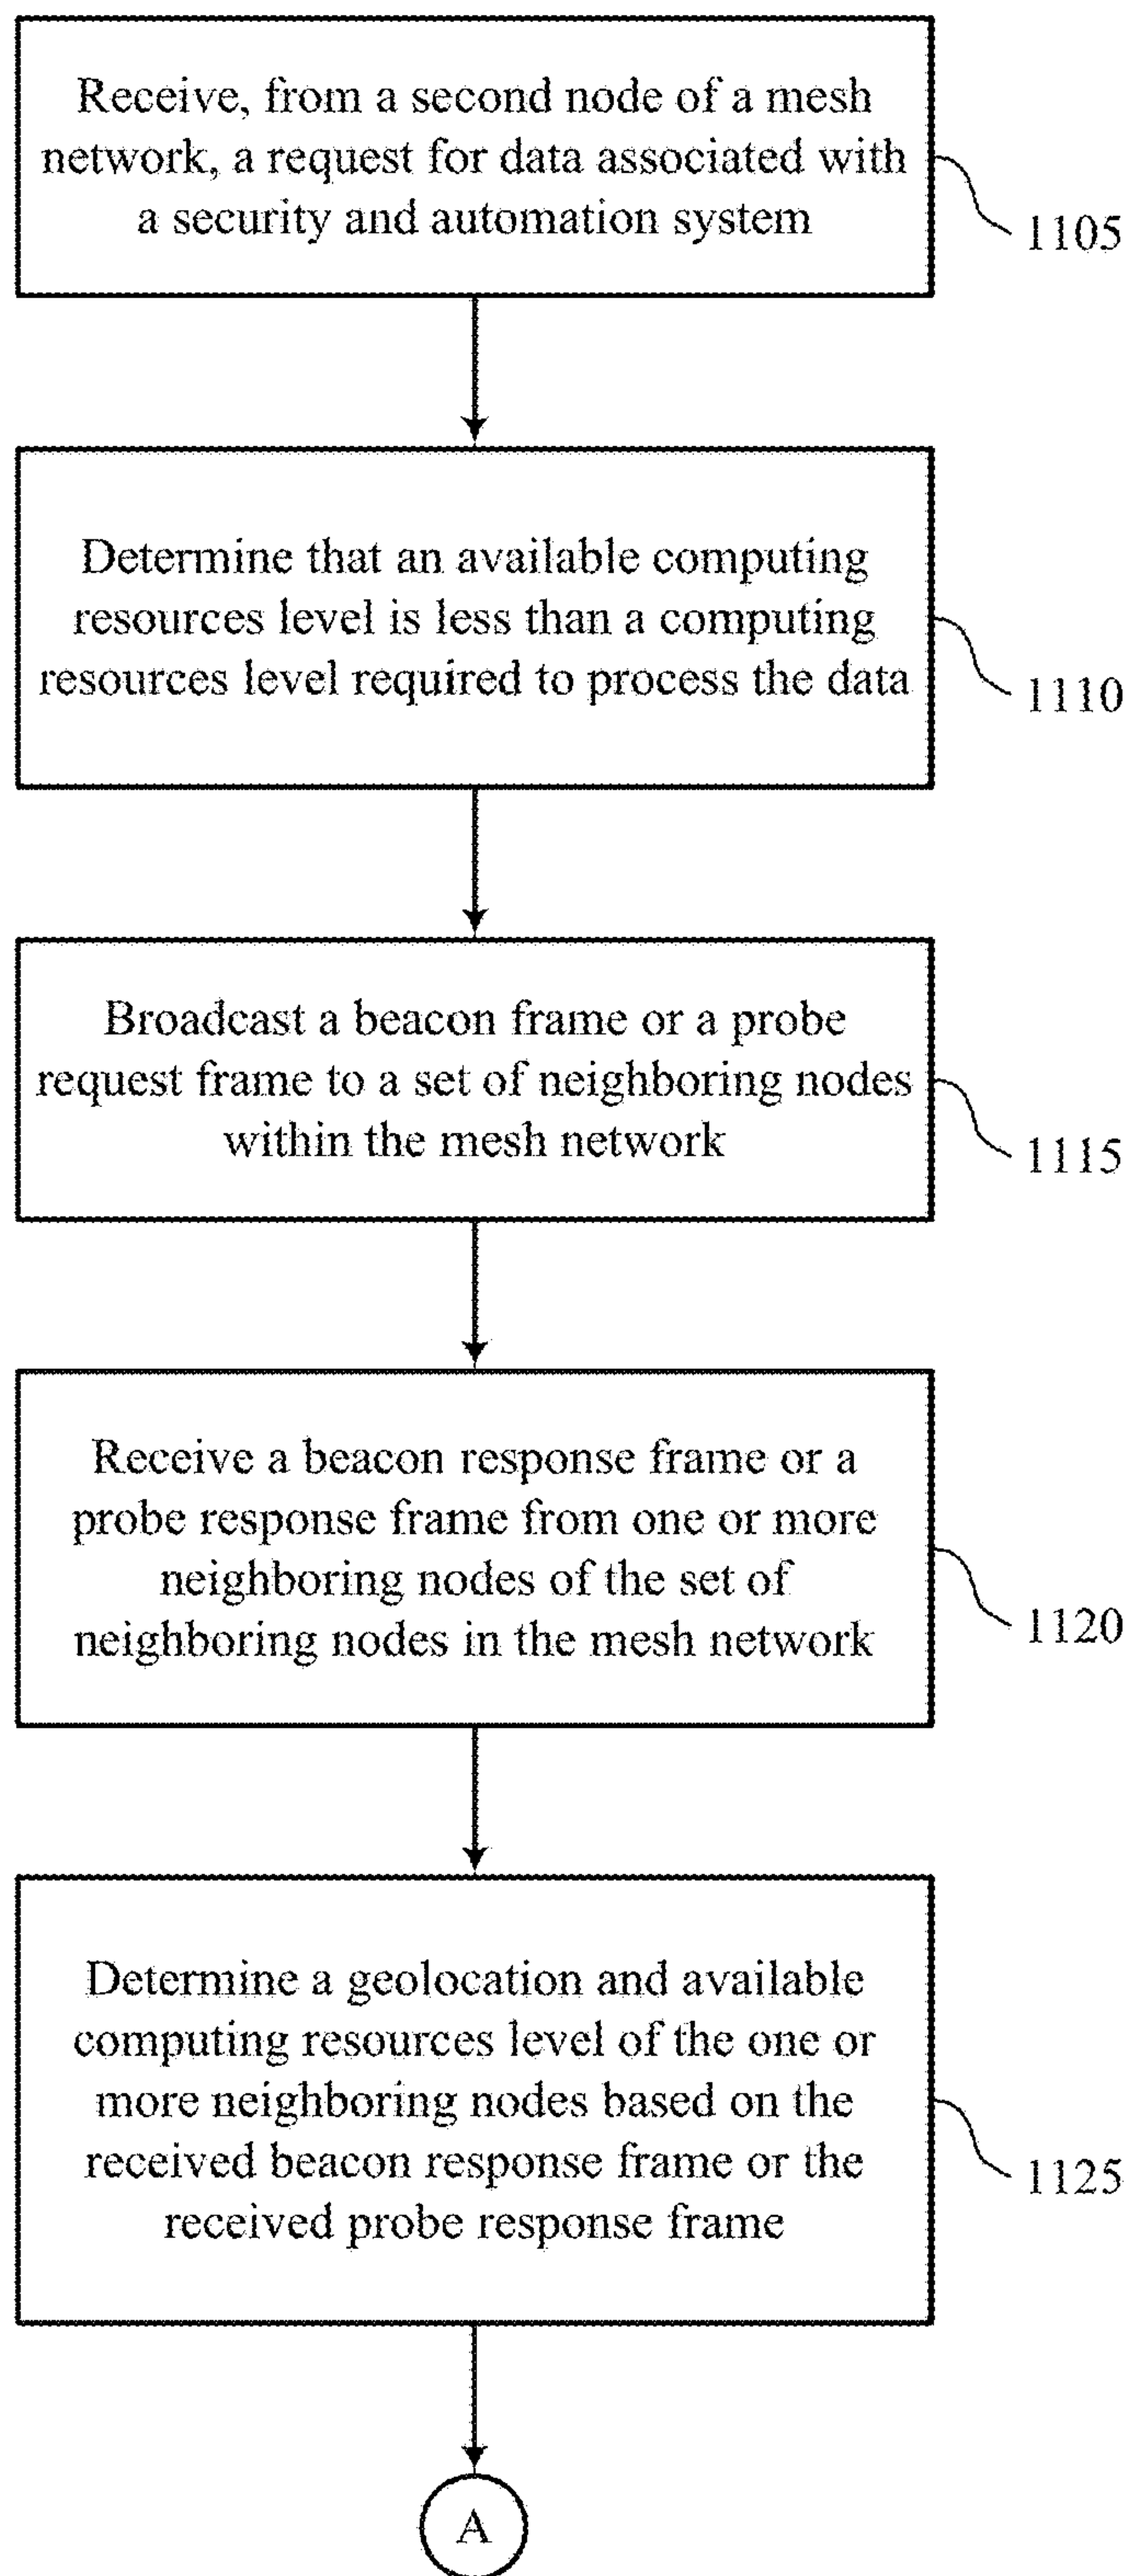 Receive, from a second node of a mesh
network, a request for data associated with
a security and automation system
1105
Determine that an available computing
resources level is less than a computing
resources level required to process the data
1110
Broadcast a beacon frame or a probe
request frame to a set of neighboring nodes
within the mesh network
1115
Receive a beacon response frame or a
probe response frame from one or more
neighboring nodes of the set of
neighboring nodes in the mesh network
1120
Determine a geolocation and available
computing resources level of the one or
more neighboring nodes based on the
received beacon response frame or the
received probe response frame
1125
A